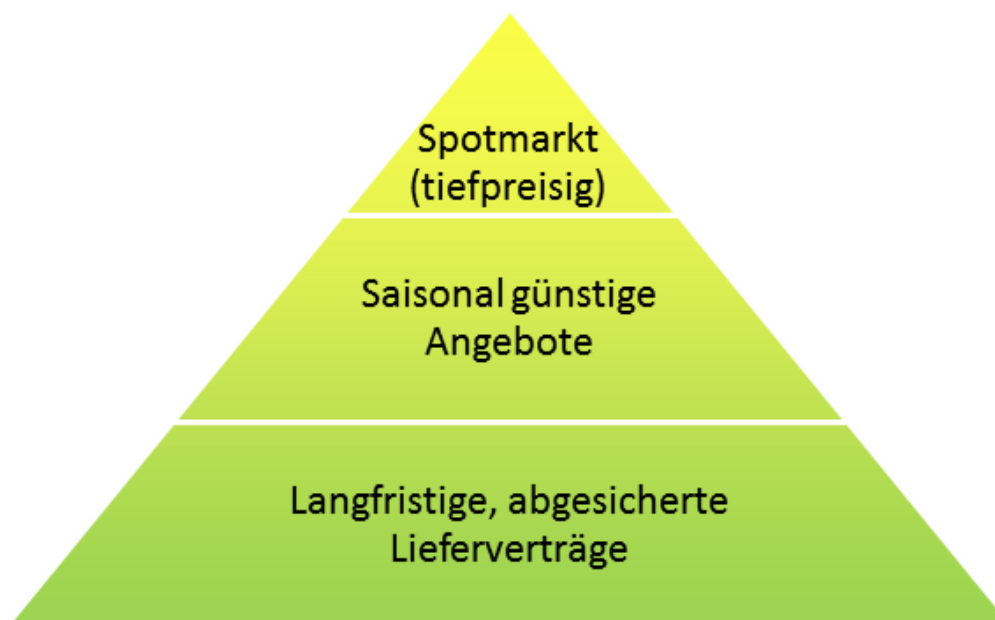 Spotmarkt
(tiefpreisig)
Saisonal günstige
Angebote
Langfristige, abgesicherte
Lieferverträge